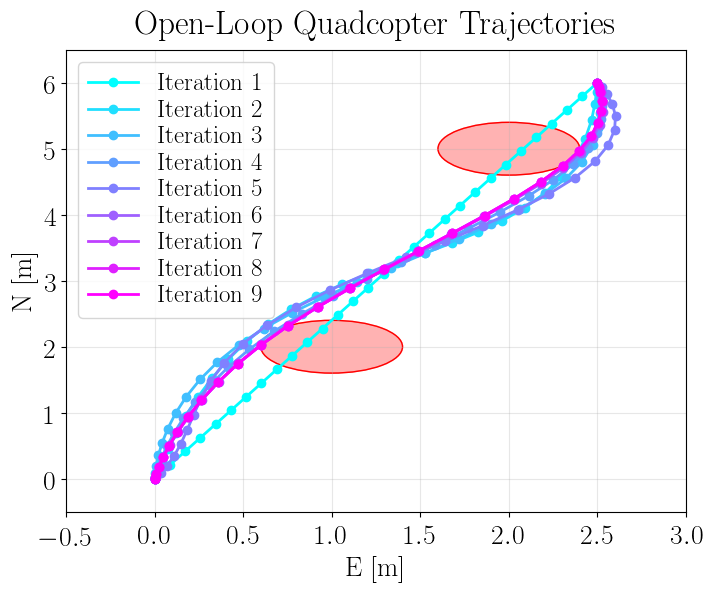 Open-Loop Quadcopter Trajectories
Iteration 1
Iteration 2
Iteration 3
Iteration 4
Iteration 5
Iteration 6
Iteration 7
Iteration 8
Iteration 9
N [m]
6
5
4
3
2
1
0
−0.5 0.0 0.5 1.0 1.5 2.0 2.5 3.0
E [m]